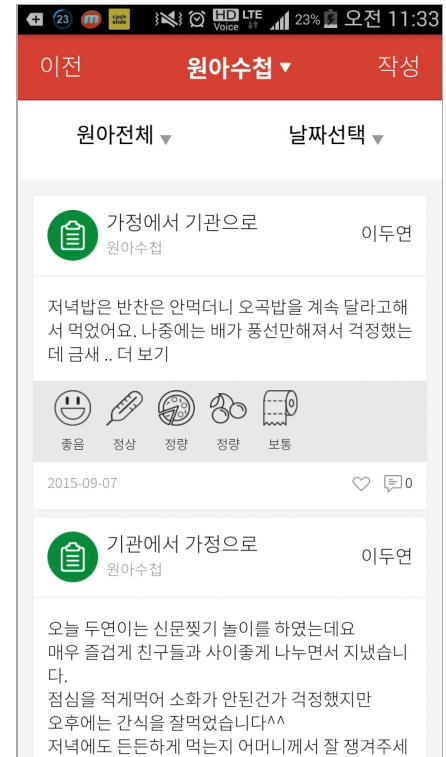 23 m cash slide HD Voice LTE 23% 오전 11:33
이전 원아수첩 ▼ 작성
원아전체 ▼ 날짜선택 ▼
가정에서 기관으로
원아수첩
이두연
저녁밥은 반찬은 안먹더니 오곡밥을 계속 달라고해
서 먹었어요. 나중에는 배가 풍선만해져서 걱정했는
데 금새 .. 더 보기
좋음 정상 정량 정량 보통
2015-09-07 0
기관에서 가정으로
원아수첩
이두연
오늘 두연이는 신문찢기 놀이를 하였는데요
매우 즐겁게 친구들과 사이좋게 나누면서 지냈습니
다.
점심을 적게먹어 소화가 안된건가 걱정했지만
오후에는 간식을 잘먹었습니다^^
저녁에도 든든하게 먹는지 어머니께서 잘 챙겨주세